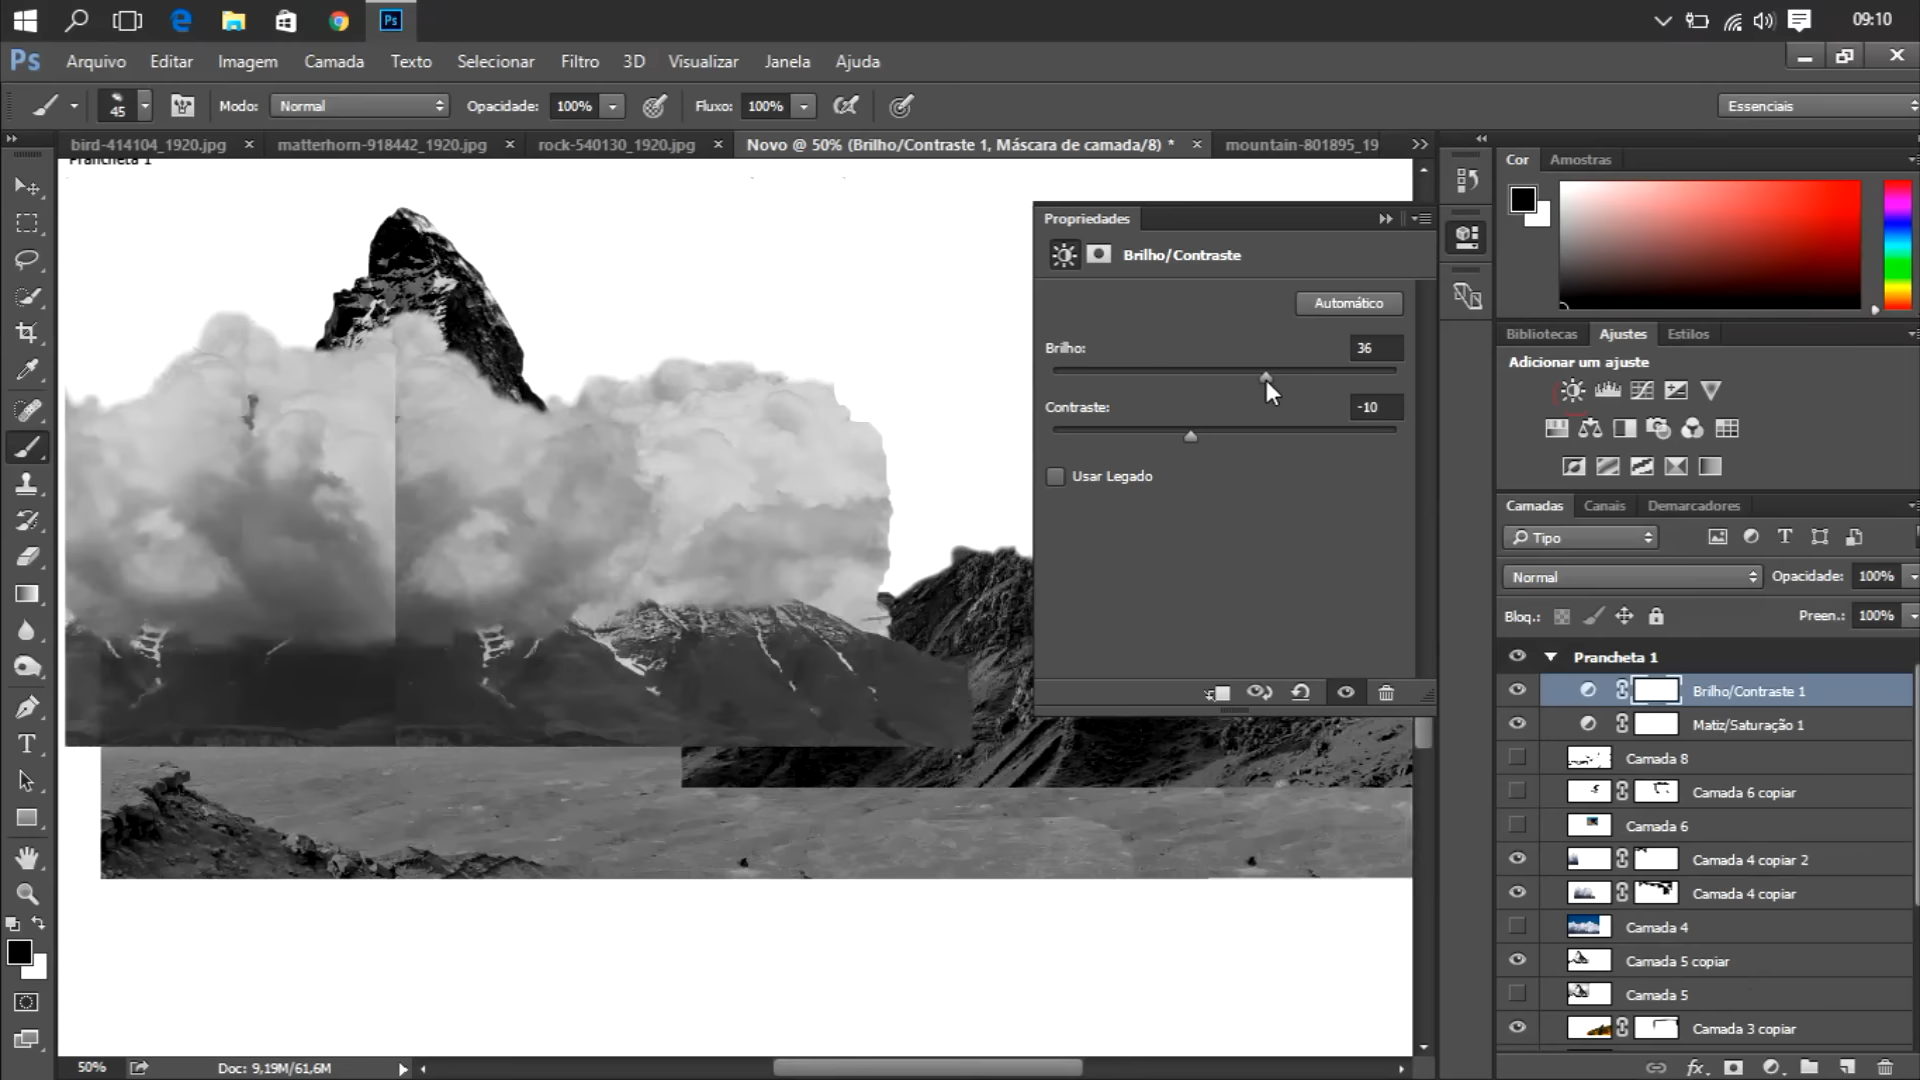 Ps
09:10
Ps
Arquivo Editar Imagem Camada Texto Selecionar Filtro 3D Visualizar Janela Ajuda
45
Modo: Normal
Opacidade: 100%
Fluxo: 100%
Essenciais
bird-414104_1920.jpg
matterhorn-918442_1920.jpg
rock-540130_1920.jpg
Novo @ 50% (Brilho/Contraste 1, Máscara de camada/8) *
mountain-801895_19
Prancheta 1
Propriedades
Brilho/Contraste
Automático
Brilho: 36
Contraste: -10
Usar Legado
Cor Amostras
Bibliotecas Ajustes Estilos
Adicionar um ajuste
Camadas Canais Demarcadores
Tipo
Normal
Opacidade: 100%
Bloq.:
Preen.: 100%
Prancheta 1
Brilho/Contraste 1
Matiz/Saturação 1
Camada 8
Camada 6 copiar
Camada 6
Camada 4 copiar 2
Camada 4 copiar
Camada 4
Camada 5 copiar
Camada 5
Camada 3 copiar
fx
50%
Doc: 9,19M/61,6M